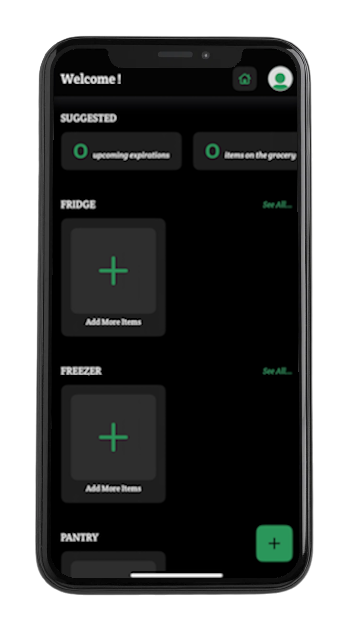 Welcome!
SUGGESTED
0 upcoming expirations
0 items on the grocery
FRIDGE
See All...
Add More Items
FREEZER
See All...
Add More Items
PANTRY